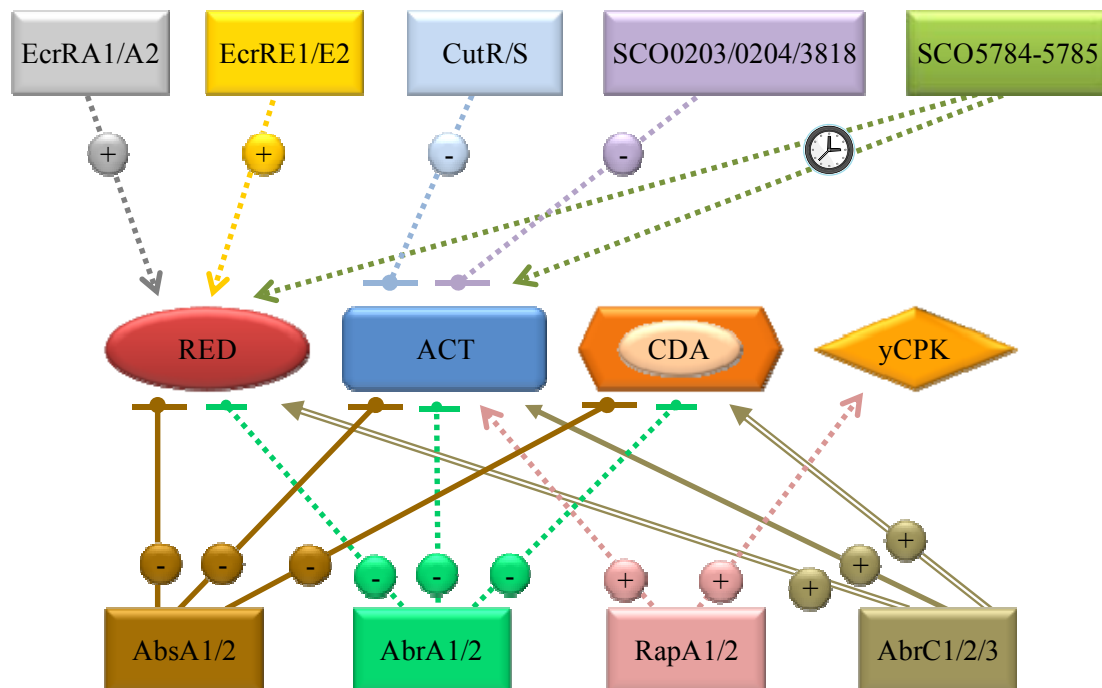 EcrRA1/A2 EcrRE1/E2 CutR/S SCO0203/0204/3818 SCO5784-5785
+ + - -
RED ACT CDA yCPK
- - - - - - + + + + +
AbsA1/2 AbrA1/2 RapA1/2 AbrC1/2/3